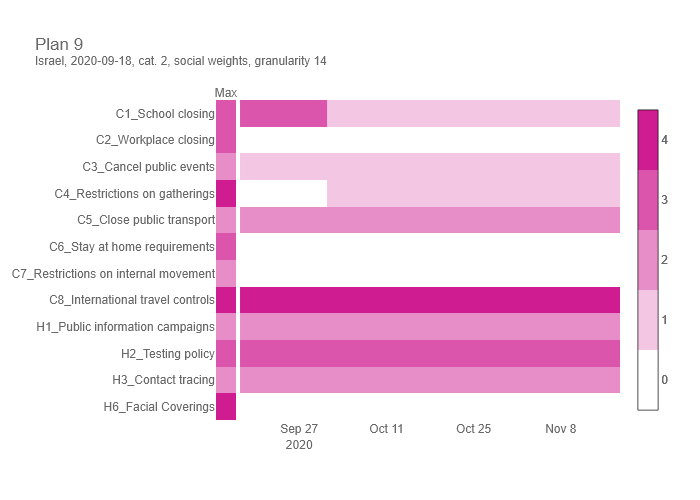 Plan 9
Israel, 2020-09-18, cat. 2, social weights, granularity 14
Max
C1_School closing
C2_Workplace closing
C3_Cancel public events
C4_Restrictions on gatherings
C5_Close public transport
C6_Stay at home requirements
C7_Restrictions on internal movement
C8_International travel controls
H1_Public information campaigns
H2_Testing policy
H3_Contact tracing
H6_Facial Coverings
Sep 27 Oct 11 Oct 25 Nov 8
2020
4
3
2
1
0